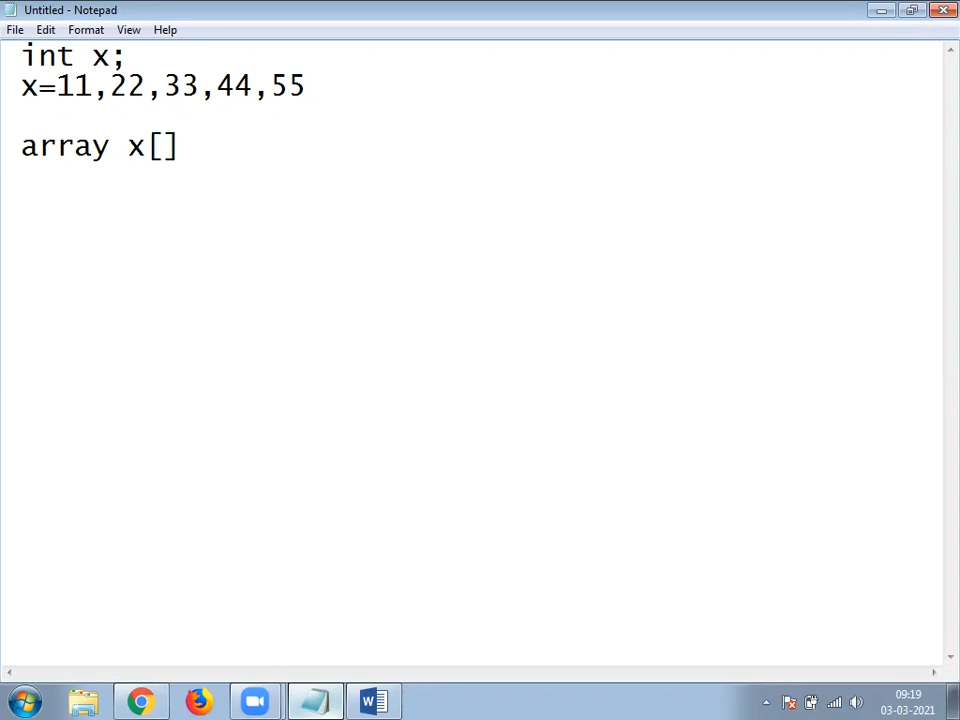 Untitled - Notepad
File Edit Format View Help
int x;
x=11,22,33,44,55
array x[]
W
09:19
03-03-2021